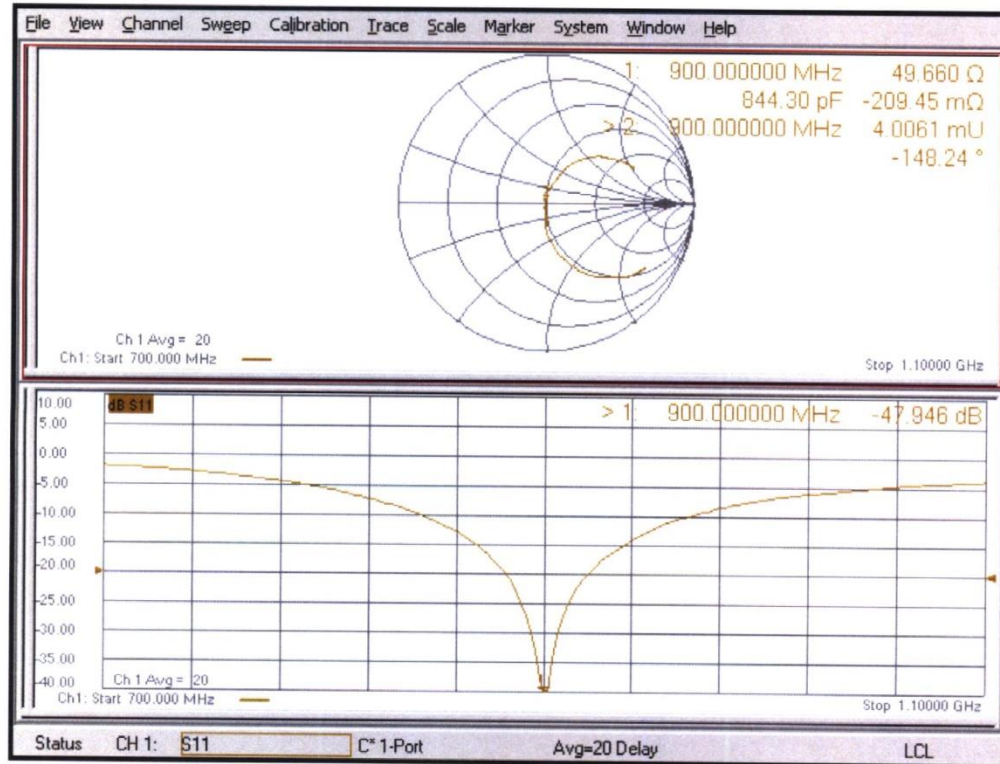 File View Channel Sweep Calibration Trace Scale Marker System Window Help
1: 900.000000 MHz 49.660 Ω
844.30 pF -209.45 mΩ
> 2: 900.000000 MHz 4.0061 mU
-148.24 °
Ch 1 Avg = 20
Ch1: Start 700.000 MHz
Stop 1.10000 GHz
10.00
dB S11
> 1: 900.000000 MHz -47.946 dB
5.00
0.00
-5.00
-10.00
-15.00
-20.00
-25.00
-30.00
-35.00
-40.00
Ch 1 Avg = 20
Ch1: Start 700.000 MHz
Stop 1.10000 GHz
Status CH 1: S11 C* 1-Port Avg=20 Delay LCL